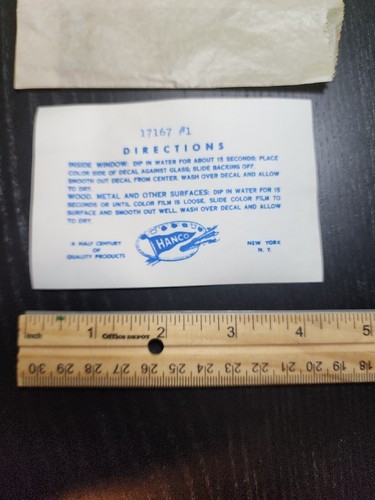 17167 #1
DIRECTIONS
INSIDE WINDOW: DIP IN WATER FOR ABOUT 15 SECONDS; PLACE
COLOR SIDE OF DECAL AGAINST GLASS; SLIDE BACKING OFF.
SMOOTH OUT DECAL FROM CENTER. WASH OVER DECAL AND ALLOW
TO DRY.
WOOD, METAL AND OTHER SURFACES: DIP IN WATER FOR 15
SECONDS OR UNTIL COLOR FILM IS LOOSE. SLIDE COLOR FILM TO
SURFACE AND SMOOTH OUT WELL. WASH OVER DECAL AND ALLOW
TO DRY.
A HALF CENTURY
OF
QUALITY PRODUCTS
HANCO
NEW YORK
N. Y.
inch 1 Office DEPOT 2 3 4 5
30 29 28 27 26 25 24 23 22 21 20 19 18